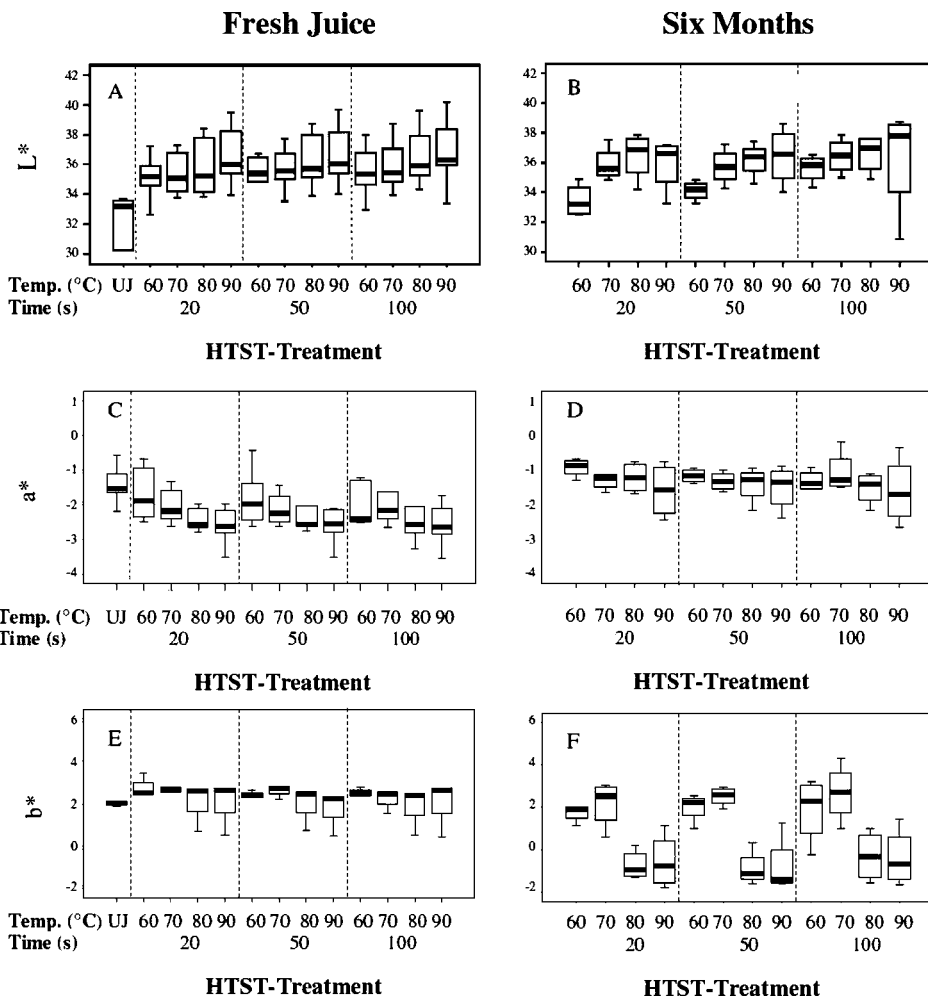 Fresh Juice Six Months
A
L*
42
40
38
36
34
32
30
Temp. (°C) UJ 60 70 80 90 60 70 80 90 60 70 80 90
Time (s) 20 50 100
HTST-Treatment
B
42
40
38
36
34
32
30
60 70 80 90 60 70 80 90 60 70 80 90
20 50 100
HTST-Treatment
C
a*
1
0
-1
-2
-3
-4
Temp. (°C) UJ 60 70 80 90 60 70 80 90 60 70 80 90
Time (s) 20 50 100
HTST-Treatment
D
1
0
-1
-2
-3
-4
60 70 80 90 60 70 80 90 60 70 80 90
20 50 100
HTST-Treatment
E
b*
6
4
2
0
-2
Temp. (°C) UJ 60 70 80 90 60 70 80 90 60 70 80 90
Time (s) 20 50 100
HTST-Treatment
F
6
4
2
0
-2
60 70 80 90 60 70 80 90 60 70 80 90
20 50 100
HTST-Treatment